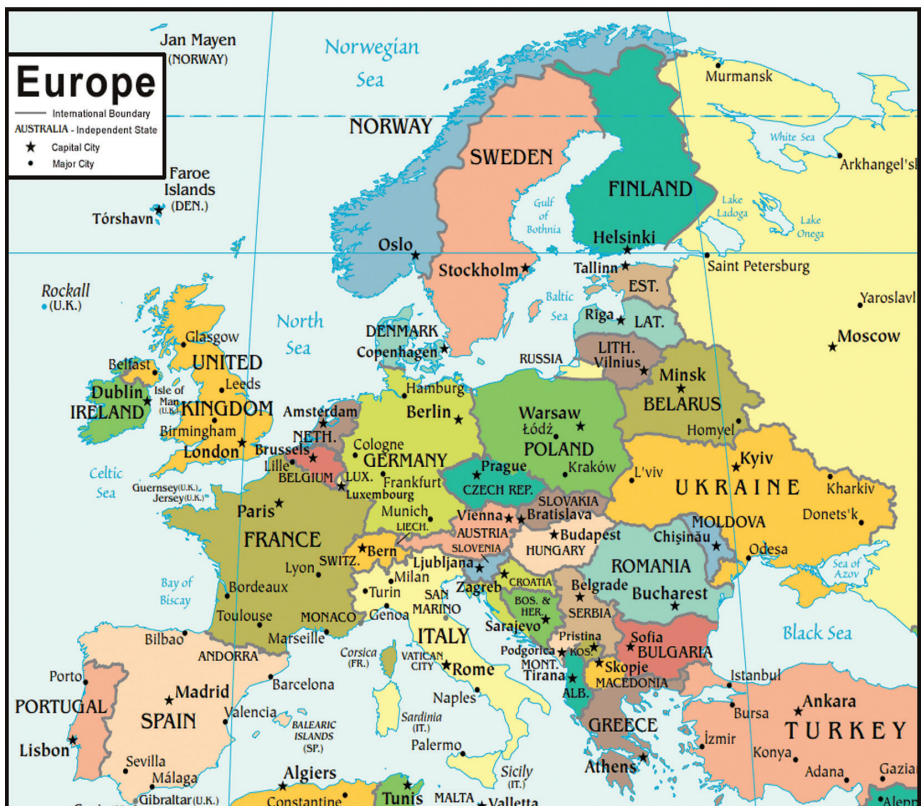 Jan Mayen
(NORWAY)
Norwegian
Sea
Europe
International Boundary
AUSTRALIA - Independent State
Capital City
Major City
Murmansk
White Sea
NORWAY
SWEDEN
FINLAND
Arkhangel'sk
Faroe
Islands
(DEN.)
Tórshavn
Gulf
of
Bothnia
Lake
Ladoga
Lake
Onega
Oslo
Helsinki
Stockholm
Tallinn
Saint Petersburg
EST.
Rockall
(U.K.)
Baltic
Sea
Yaroslavl
North
Sea
Riga
LAT.
DENMARK
Copenhagen
Moscow
Glasgow
LITH.
Vilnius
RUSSIA
UNITED
KINGDOM
Belfast
Minsk
BELARUS
Dublin
IRELAND
Isle of
Man
(U.K.)
Leeds
Hamburg
Berlin
Amsterdam
NETH.
Warsaw
Łódź
POLAND
Homyel
Birmingham
London
Brussels
Lille
BELGIUM
Cologne
GERMANY
Frankfurt
LUX.
Luxembourg
Prague
CZECH REP.
Kraków
L'viv
Kyiv
UKRAINE
Kharkiv
Celtic
Sea
Guernsey (U.K.)
Jersey (U.K.)
Paris
FRANCE
Munich
LIECH.
Vienna
AUSTRIA
SLOVAKIA
Bratislava
Donets'k
MOLDOVA
Chișinău
SWITZ.
Bern
SLOVENIA
Ljubljana
Budapest
HUNGARY
Odesa
Lyon
Milan
Turin
Zagreb
CROATIA
ROMANIA
Bucharest
Sea of
Azov
Bay of
Biscay
Bordeaux
Genoa
SAN
MARINO
BOS. &
HER.
Sarajevo
Belgrade
SERBIA
Toulouse
MONACO
Marseille
ITALY
Black Sea
Bilbao
ANDORRA
Corsica
(FR.)
VATICAN
CITY
Rome
Podgorica
MONT.
Pristina
KOS.
Sofia
BULGARIA
Tirana
ALB.
Skopje
MACEDONIA
Porto
PORTUGAL
Lisbon
Madrid
SPAIN
Barcelona
Valencia
BALEARIC
ISLANDS
(SP.)
Sardinia
(IT.)
Naples
Istanbul
Bursa
Ankara
TURKEY
GREECE
Athens
İzmir
Konya
Adana
Gazian
Palermo
Sicily
(IT.)
Sevilla
Málaga
Gibraltar (U.K.)
Algiers
Constantine
Tunis
MALTA
Valletta
Alepp